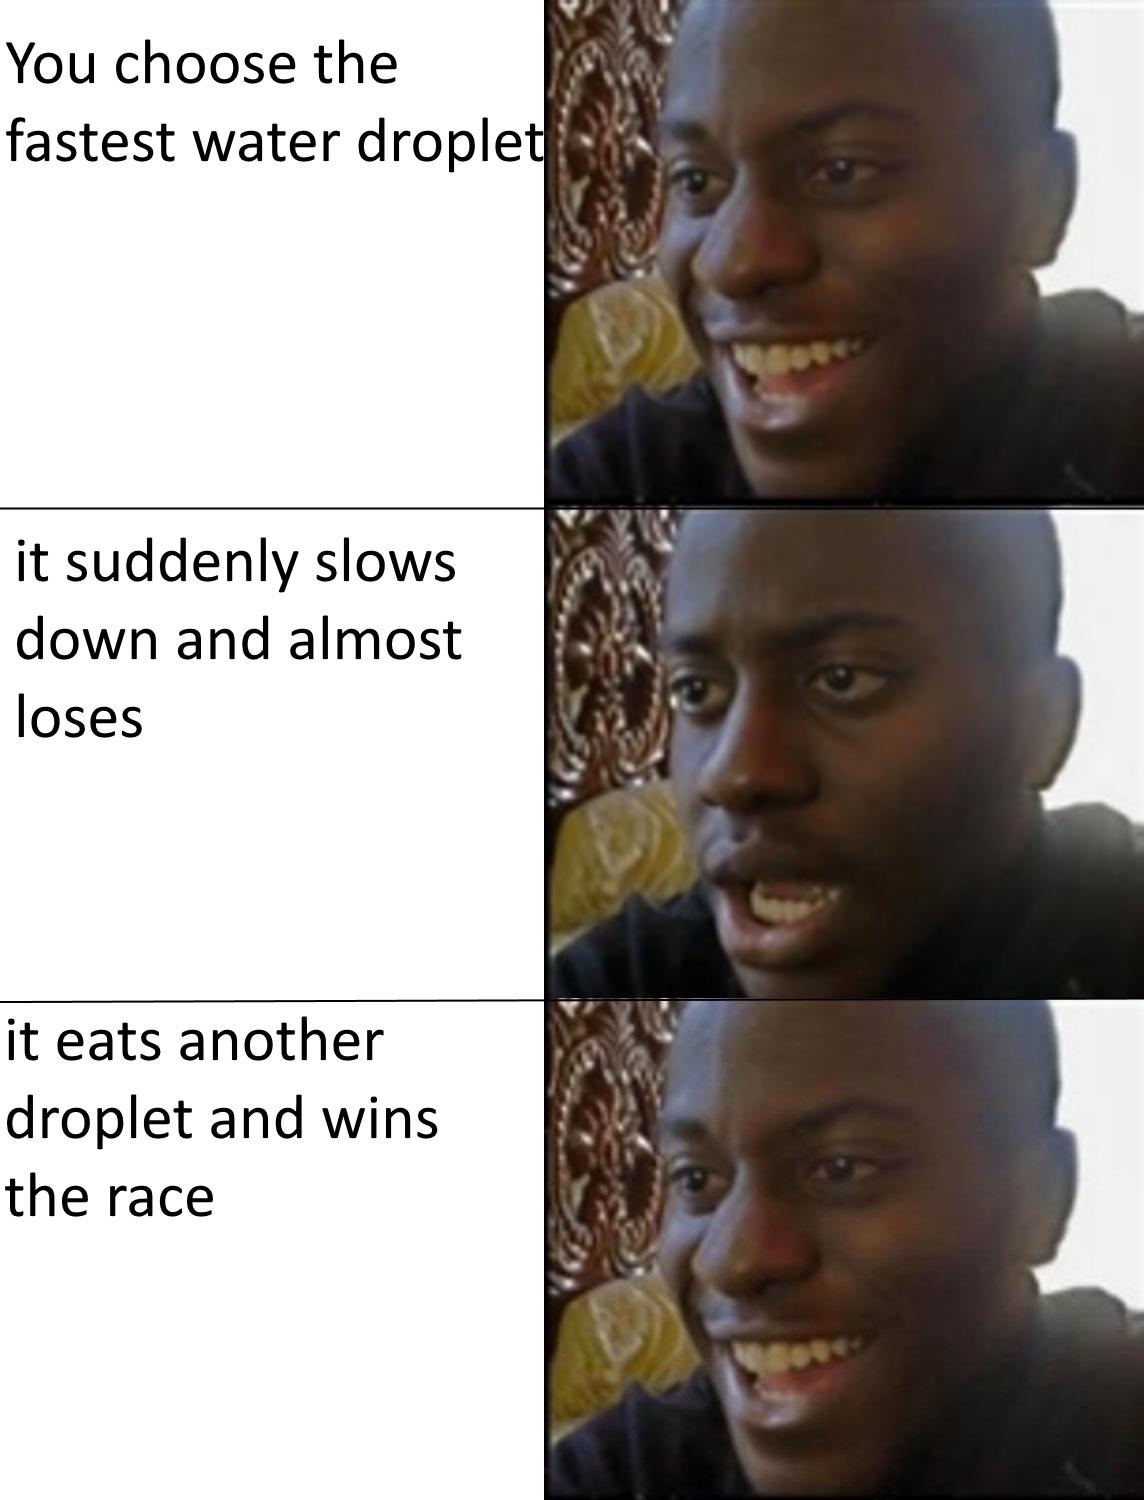 You choose the
fastest water droplet
it suddenly slows
down and almost
loses
it eats another
droplet and wins
the race